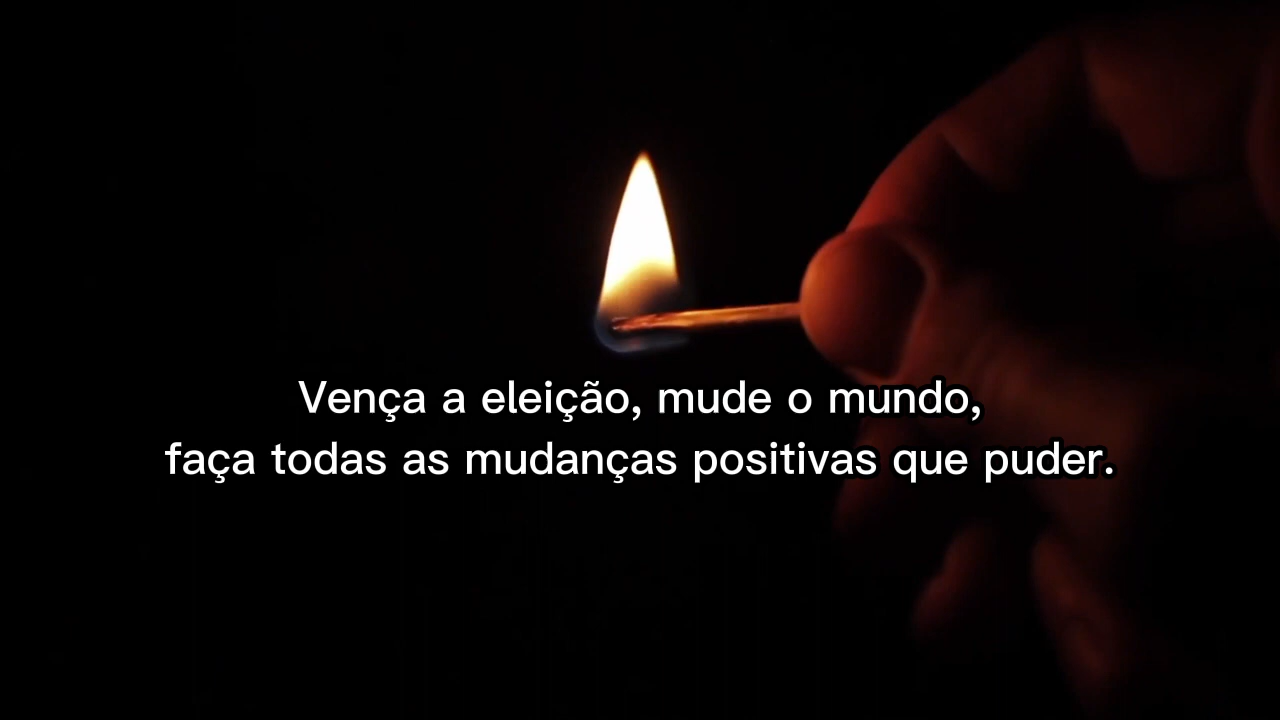 Vença a eleição, mude o mundo,
faça todas as mudanças positivas que puder.